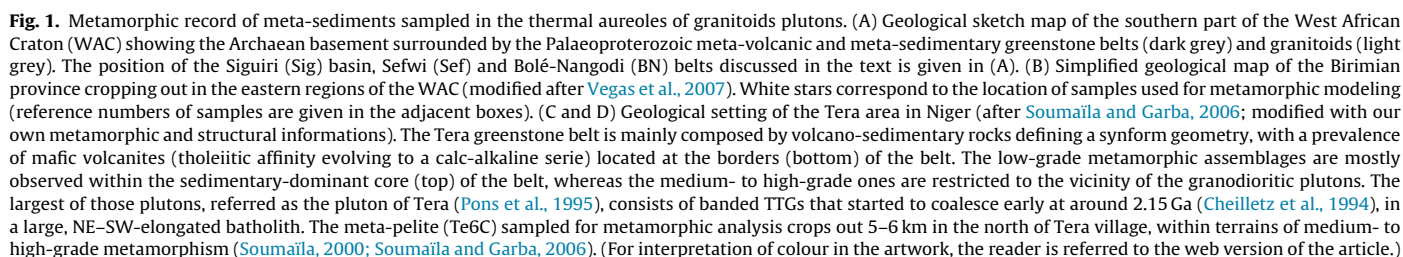 Fig. 1. Metamorphic record of meta-sediments sampled in the thermal aureoles of granitoids plutons. (A) Geological sketch map of the southern part of the West African
Craton (WAC) showing the Archaean basement surrounded by the Palaeoproterozoic meta-volcanic and meta-sedimentary greenstone belts (dark grey) and granitoids (light
grey). The position of the Siguiri (Sig) basin, Sefwi (Sef) and Bolé-Nangodi (BN) belts discussed in the text is given in (A). (B) Simplified geological map of the Birimian
province cropping out in the eastern regions of the WAC (modified after Vegas et al., 2007). White stars correspond to the location of samples used for metamorphic modeling
(reference numbers of samples are given in the adjacent boxes). (C and D) Geological setting of the Tera area in Niger (after Soumaïla and Garba, 2006; modified with our
own metamorphic and structural informations). The Tera greenstone belt is mainly composed by volcano-sedimentary rocks defining a synform geometry, with a prevalence
of mafic volcanites (tholeiitic affinity evolving to a calc-alkaline serie) located at the borders (bottom) of the belt. The low-grade metamorphic assemblages are mostly
observed within the sedimentary-dominant core (top) of the belt, whereas the medium- to high-grade ones are restricted to the vicinity of the granodioritic plutons. The
largest of those plutons, referred as the pluton of Tera (Pons et al., 1995), consists of banded TTGs that started to coalesce early at around 2.15 Ga (Cheilletz et al., 1994), in
a large, NE–SW-elongated batholith. The meta-pelite (Te6C) sampled for metamorphic analysis crops out 5–6 km in the north of Tera village, within terrains of medium- to
high-grade metamorphism (Soumaïla, 2000; Soumaïla and Garba, 2006). (For interpretation of colour in the artwork, the reader is referred to the web version of the article.)